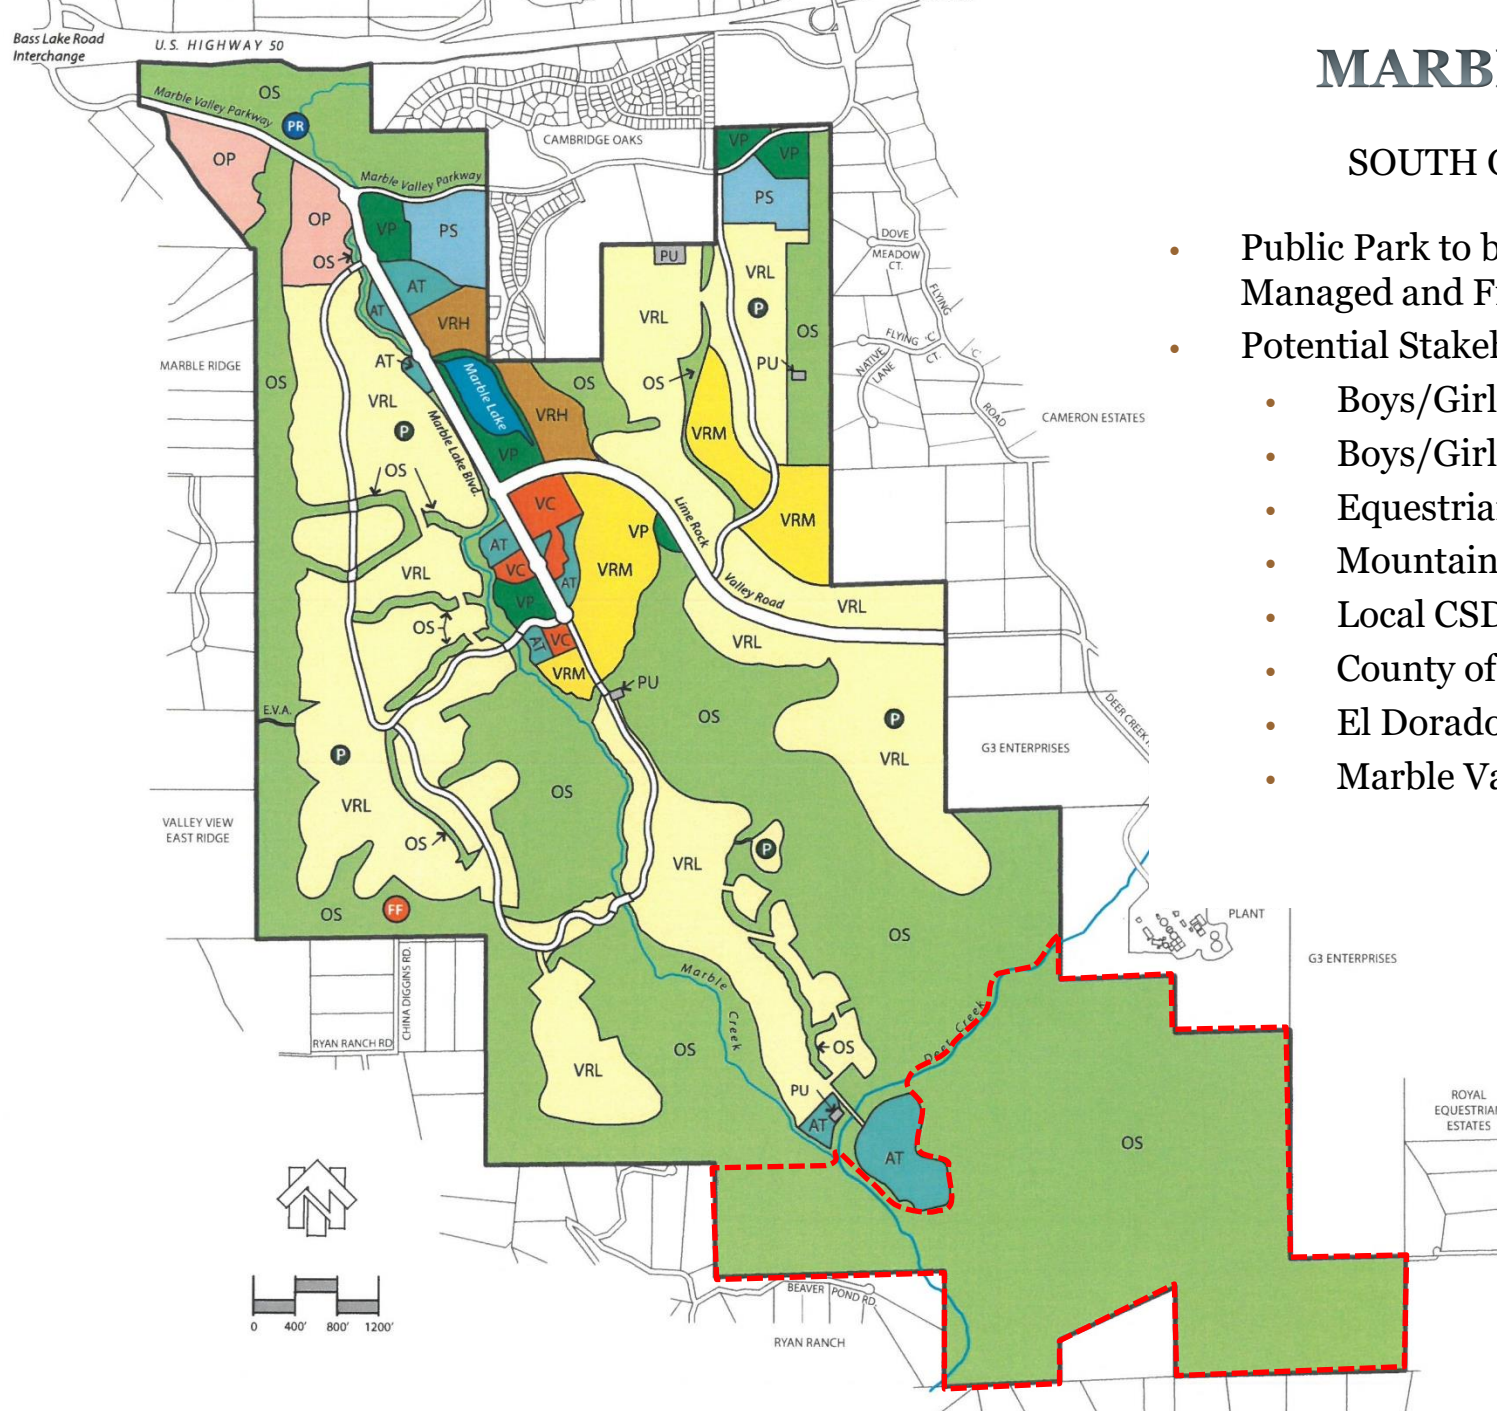 Bass Lake Road
Interchange
U.S. HIGHWAY 50
MARB
SOUTH
Public Park to b
Managed and F
Potential Stake
Boys/Girl
Boys/Girl
Equestria
Mountain
Local CSD
County of
El Dorado
Marble Va
OS
Marble Valley Parkway
PR
OP
CAMBRIDGE OAKS
VP
VP
Marble Valley Parkway
PS
OP
VP
PS
OS
DOVE
MEADOW
CT.
PU
VRL
P
AT
AT
FLYING
VRL
OS
VRH
FLYING 'C'
CT.
'C'
NATIVE
LANE
ROAD
MARBLE RIDGE
AT
PU
OS
Marble Lake
OS
OS
VRL
VRH
CAMERON ESTATES
P
Marble Lake Blvd.
VRM
VP
OS
VC
Lime Rock
VRM
VP
AT
VRM
VC
AT
VRL
Valley Road
VP
VRL
OS
AT
VC
VRL
VRM
PU
E.V.A.
OS
P
DEER CREEK
G3 ENTERPRISES
P
VRL
OS
VRL
VALLEY VIEW
EAST RIDGE
OS
P
VRL
OS
FF
PLANT
OS
G3 ENTERPRISES
CHINA DIGGINS RD.
Marble
Creek
Deer Creek
RYAN RANCH RD
OS
OS
VRL
PU
AT
ROYAL
EQUESTRIAN
ESTATES
OS
AT
BEAVER POND RD.
RYAN RANCH
0 400' 800' 1200'